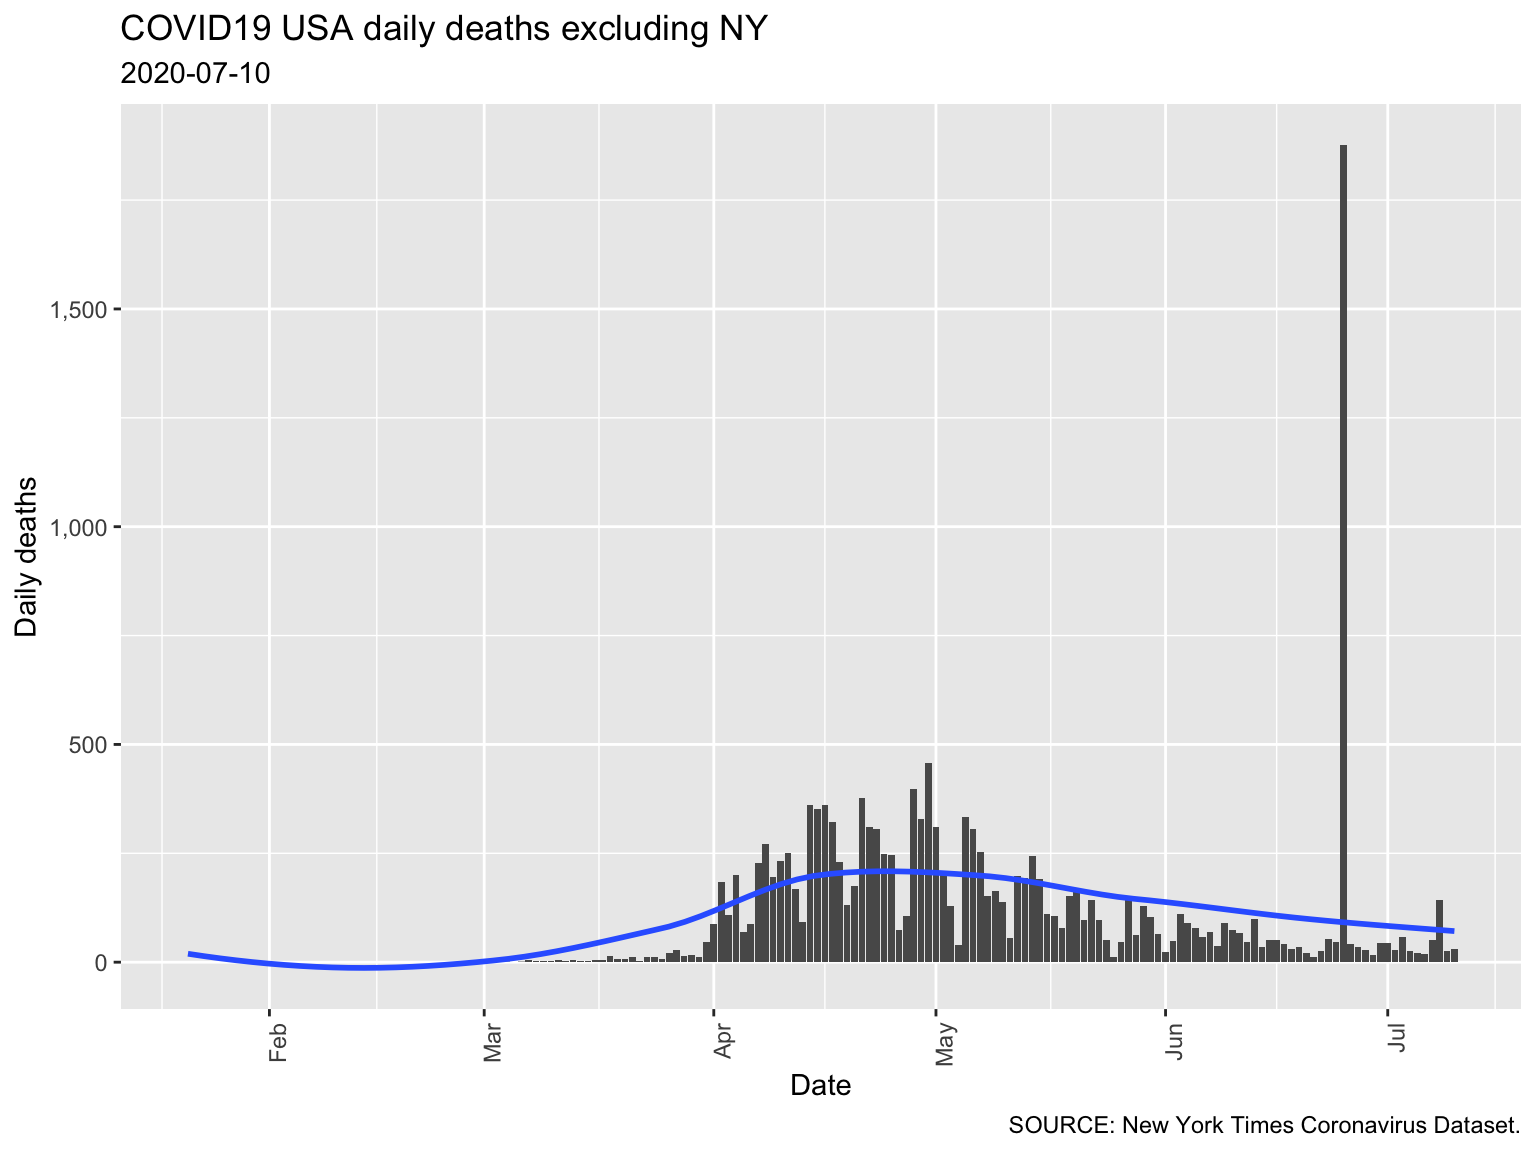 COVID19 USA daily deaths excluding NY
2020-07-10
Daily deaths
1,500
1,000
500
0
Feb
Mar
Apr
May
Jun
Jul
Date
SOURCE: New York Times Coronavirus Dataset.